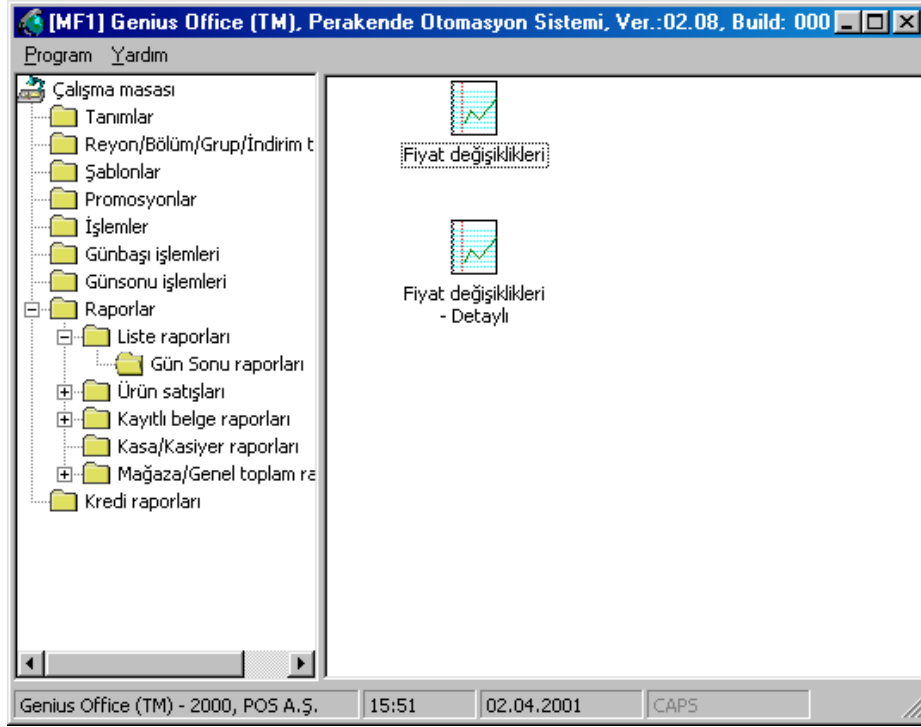 [MF1] Genius Office (TM), Perakende Otomasyon Sistemi, Ver.:02.08, Build: 000
Program Yardım
Çalışma masası
Tanımlar
Reyon/Bölüm/Grup/İndirim t
Şablonlar
Promosyonlar
İşlemler
Günbaşı işlemleri
Günsonu işlemleri
Raporlar
Liste raporları
Gün Sonu raporları
Ürün satışları
Kayıtlı belge raporları
Kasa/Kasiyer raporları
Mağaza/Genel toplam ra
Kredi raporları
Fiyat değişiklikleri
Fiyat değişiklikleri
- Detaylı
Genius Office (TM) - 2000, POS A.Ş. 15:51 02.04.2001 CAPS